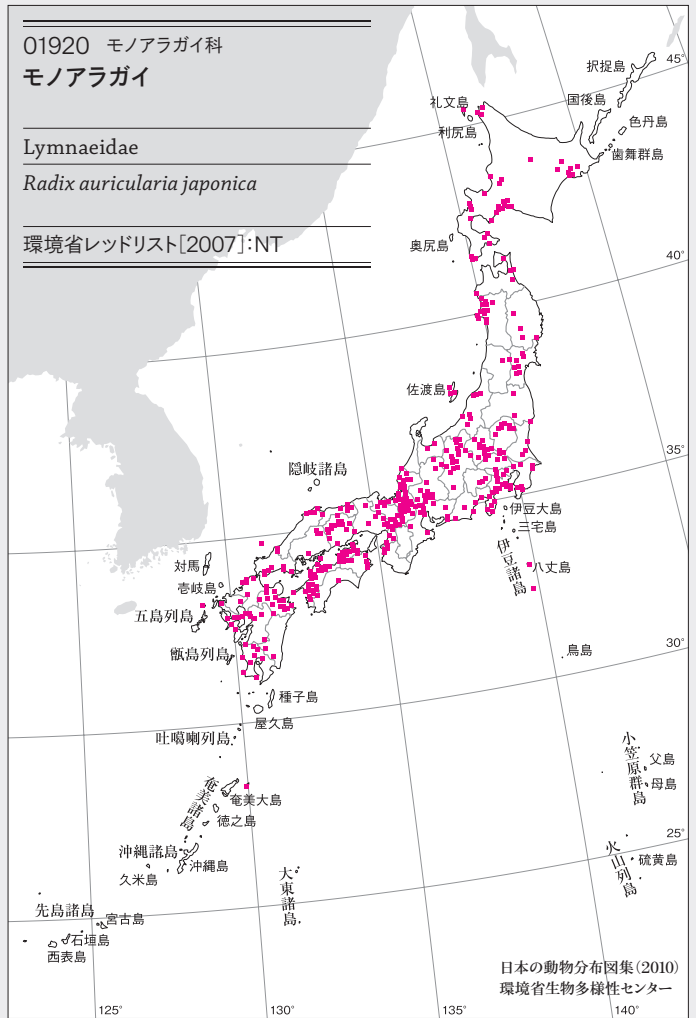 01920 モノアラガイ科
モノアラガイ
Lymnaeidae
Radix auricularia japonica
環境省レッドリスト[2007]:NT
45°
択捉島
国後島
礼文島
色丹島
利尻島
歯舞群島
奥尻島
40°
佐渡島
35°
隠岐諸島
伊豆大島
三宅島
伊豆諸島
八丈島
対馬
壱岐島
五島列島
甑島列島
鳥島
30°
種子島
屋久島
吐噶喇列島
小笠原群島
父島
母島
奄美諸島
奄美大島
徳之島
25°
沖縄諸島
沖縄島
久米島
火山列島
硫黄島
大東諸島
先島諸島
宮古島
石垣島
西表島
日本の動物分布図集(2010)
環境省生物多様性センター
125°
130°
135°
140°